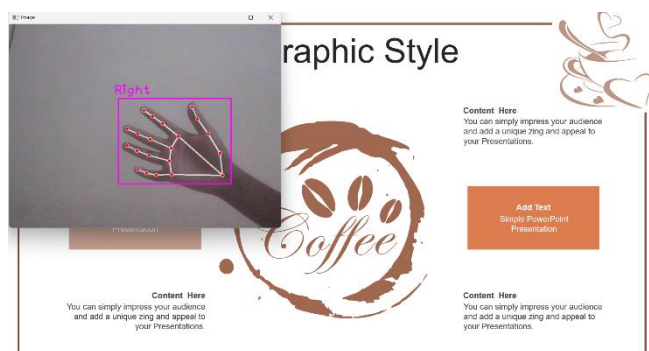 Image
raphic Style
Right
Content Here
You can simply impress your audience
and add a unique zing and appeal to
your Presentations.
Coffee
Add Text
Simple PowerPoint
Presentation
Presentation
Content Here
You can simply impress your audience
and add a unique zing and appeal to
your Presentations.
Content Here
You can simply impress your audience
and add a unique zing and appeal to
your Presentations.